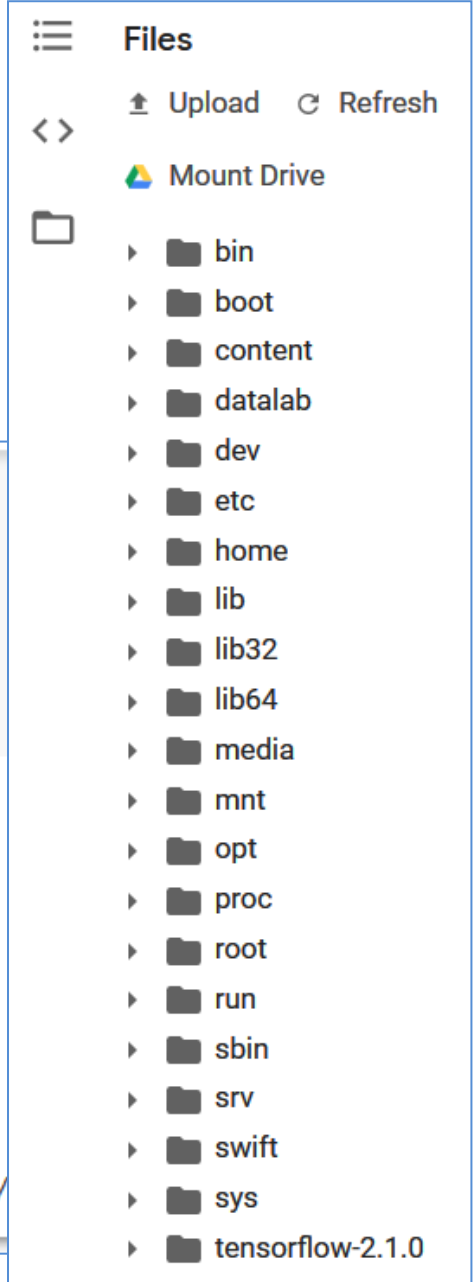 Files
Upload Refresh
Mount Drive
bin
boot
content
datalab
dev
etc
home
lib
lib32
lib64
media
mnt
opt
proc
root
run
sbin
srv
swift
sys
tensorflow-2.1.0